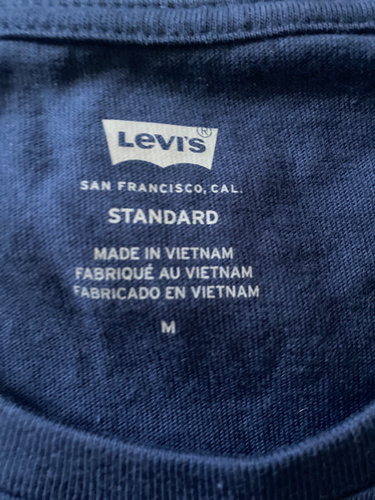 Levi's®
SAN FRANCISCO, CAL.
STANDARD
MADE IN VIETNAM
FABRIQUÉ AU VIETNAM
FABRICADO EN VIETNAM
M